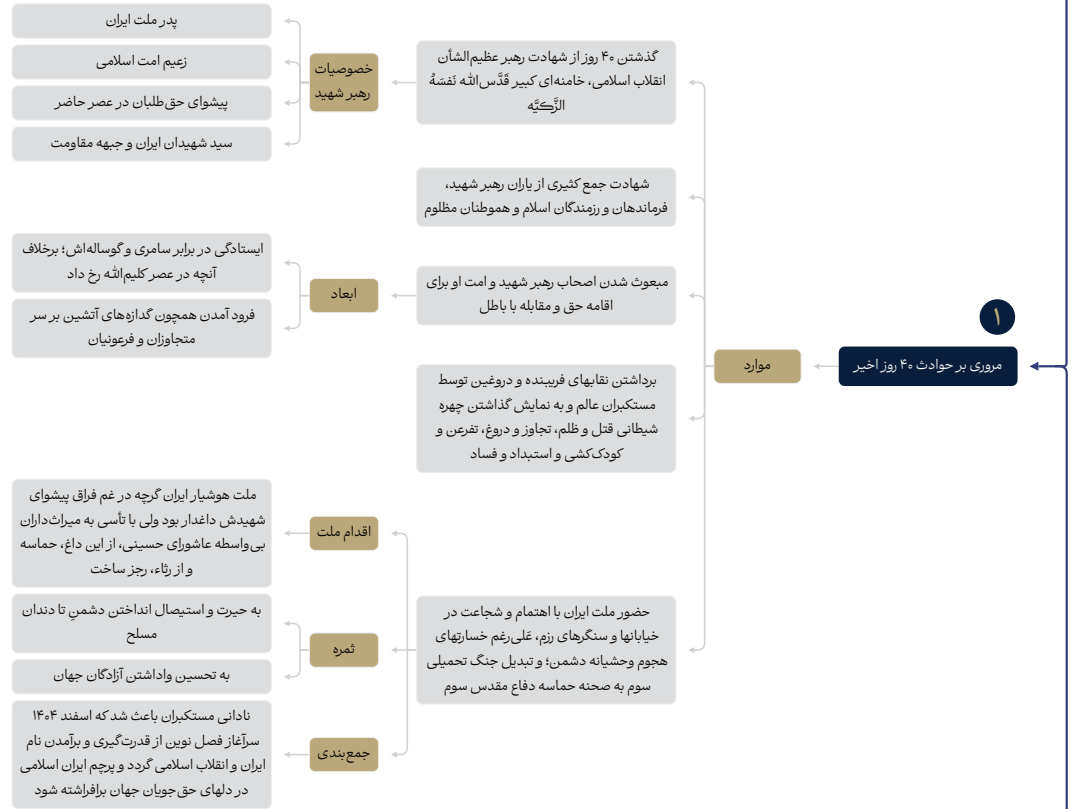 ۱
مروری بر حوادث ۴۰ روز اخیر
موارد
گذشتن ۴۰ روز از شهادت رهبر عظیم‌الشأن
انقلاب اسلامی، خامنه‌ای کبیر قَدَّس‌اللّٰه نَفسَهُ
الزَّکیَّه
خصوصیات
رهبر شهید
پدر ملت ایران
زعیم امت اسلامی
پیشوای حق‌طلبان در عصر حاضر
سید شهیدان ایران و جبهه مقاومت
شهادت جمع کثیری از یاران رهبر شهید،
فرماندهان و رزمندگان اسلام و هموطنان مظلوم
مبعوث شدن اصحاب رهبر شهید و امت او برای
اقامه حق و مقابله با باطل
ابعاد
ایستادگی در برابر سامری و گوساله‌اش؛ برخلاف
آنچه در عصر کلیم‌اللّه رخ داد
فرود آمدن همچون گدازه‌های آتشین بر سر
متجاوزان و فرعونیان
برداشتن نقابهای فریبنده و دروغین توسط
مستکبران عالم و به نمایش گذاشتن چهره
شیطانی قتل و ظلم، تجاوز و دروغ، تفرعن و
کودک‌کشی و استبداد و فساد
حضور ملت ایران با اهتمام و شجاعت در
خیابانها و سنگرهای رزم، عَلی‌رغم خسارتهای
هجوم وحشیانه دشمن؛ و تبدیل جنگ تحمیلی
سوم به صحنه حماسه دفاع مقدس سوم
اقدام ملت
ملت هوشیار ایران گرچه در غم فراق پیشوای
شهیدش داغدار بود ولی با تأسی به میراث‌داران
بی‌واسطه عاشورای حسینی، از این داغ، حماسه
و از رثاء، رجز ساخت
ثمره
به حیرت و استیصال انداختن دشمنِ تا دندان
مسلح
به تحسین واداشتن آزادگان جهان
جمع‌بندی
نادانی مستکبران باعث شد که اسفند ۱۴۰۴
سرآغاز فصل نوین از قدرت‌گیری و برآمدن نام
ایران و انقلاب اسلامی گردد و پرچم ایران اسلامی
در دلهای حق‌جویان جهان برافراشته شود